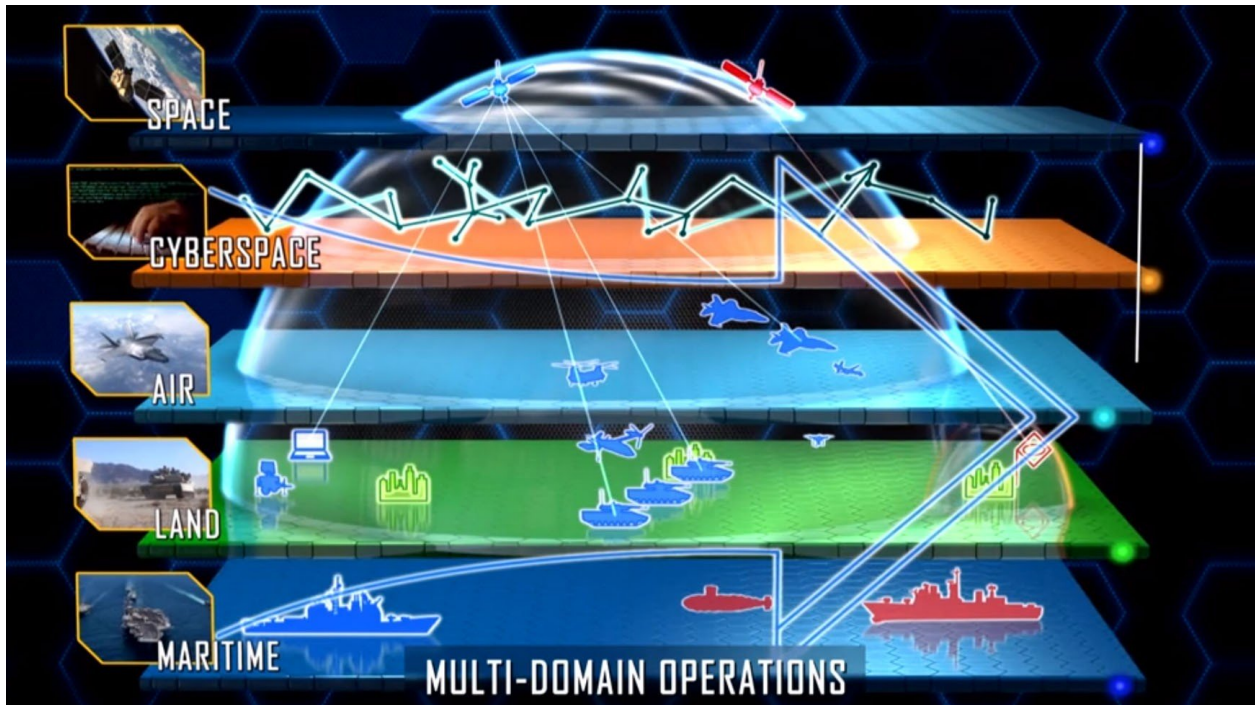 SPACE
CYBERSPACE
AIR
LAND
MARITIME
MULTI-DOMAIN OPERATIONS